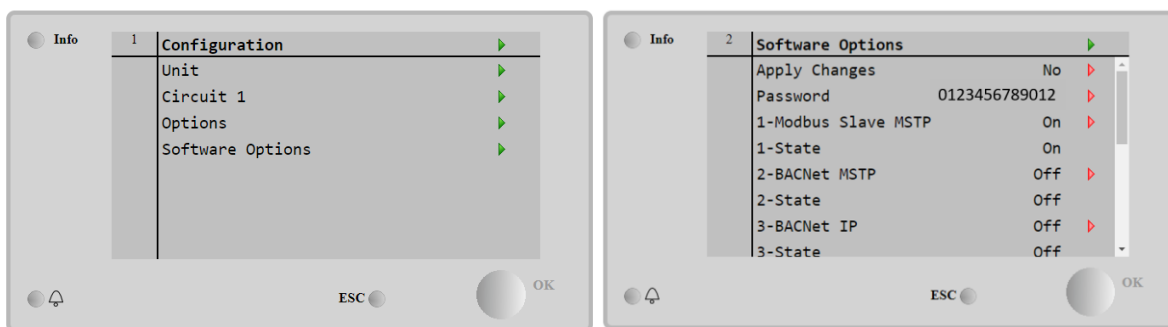 Info
1 Configuration
Unit
Circuit 1
Options
Software Options
ESC
OK
Info
2 Software Options
Apply Changes No
Password 0123456789012
1-Modbus Slave MSTP On
1-State On
2-BACNet MSTP Off
2-State Off
3-BACNet IP Off
3-State Off
ESC
OK